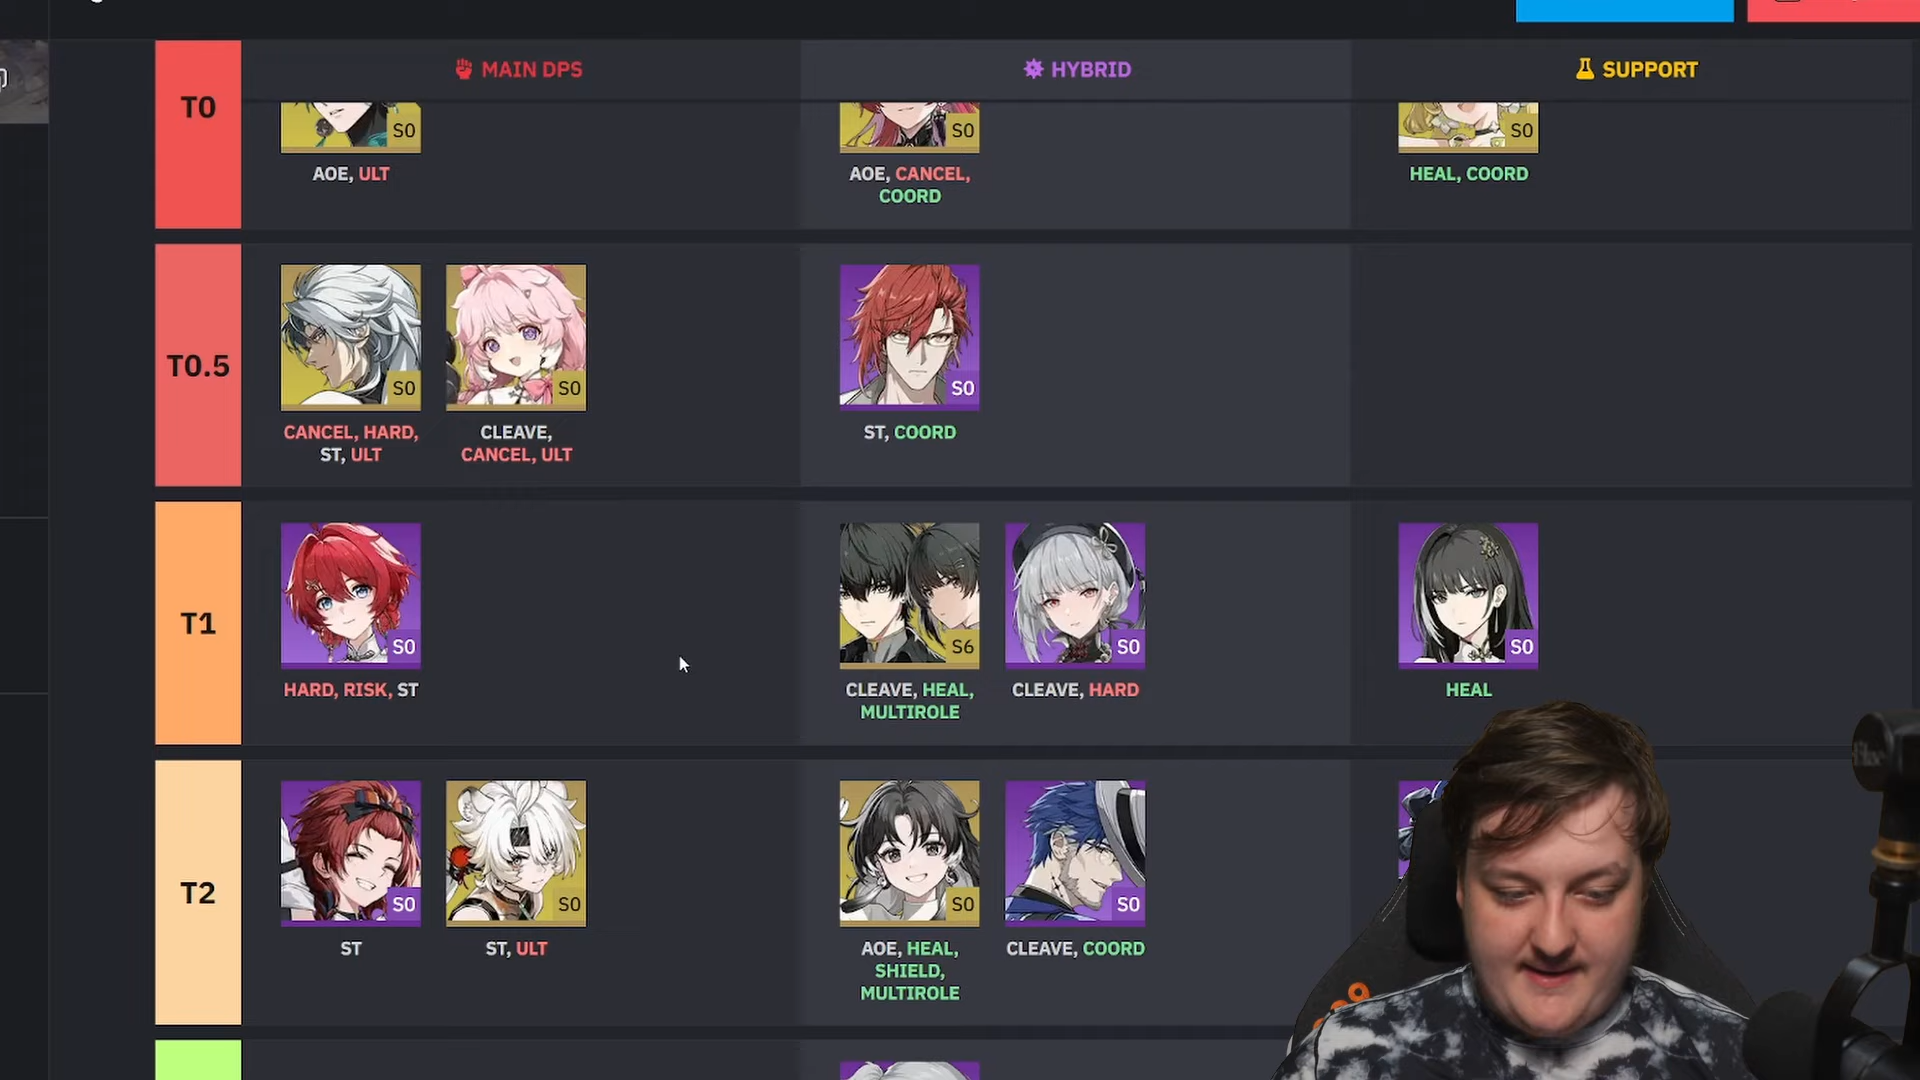 MAIN DPS
HYBRID
SUPPORT
T0
S0
S0
S0
AOE, ULT
AOE, CANCEL,
COORD
HEAL, COORD
T0.5
S0
S0
S0
CANCEL, HARD,
ST, ULT
CLEAVE,
CANCEL, ULT
ST, COORD
T1
S0
S6
S0
S0
HARD, RISK, ST
CLEAVE, HEAL,
MULTIROLE
CLEAVE, HARD
HEAL
T2
S0
S0
S0
S0
ST
ST, ULT
AOE, HEAL,
SHIELD,
MULTIROLE
CLEAVE, COORD